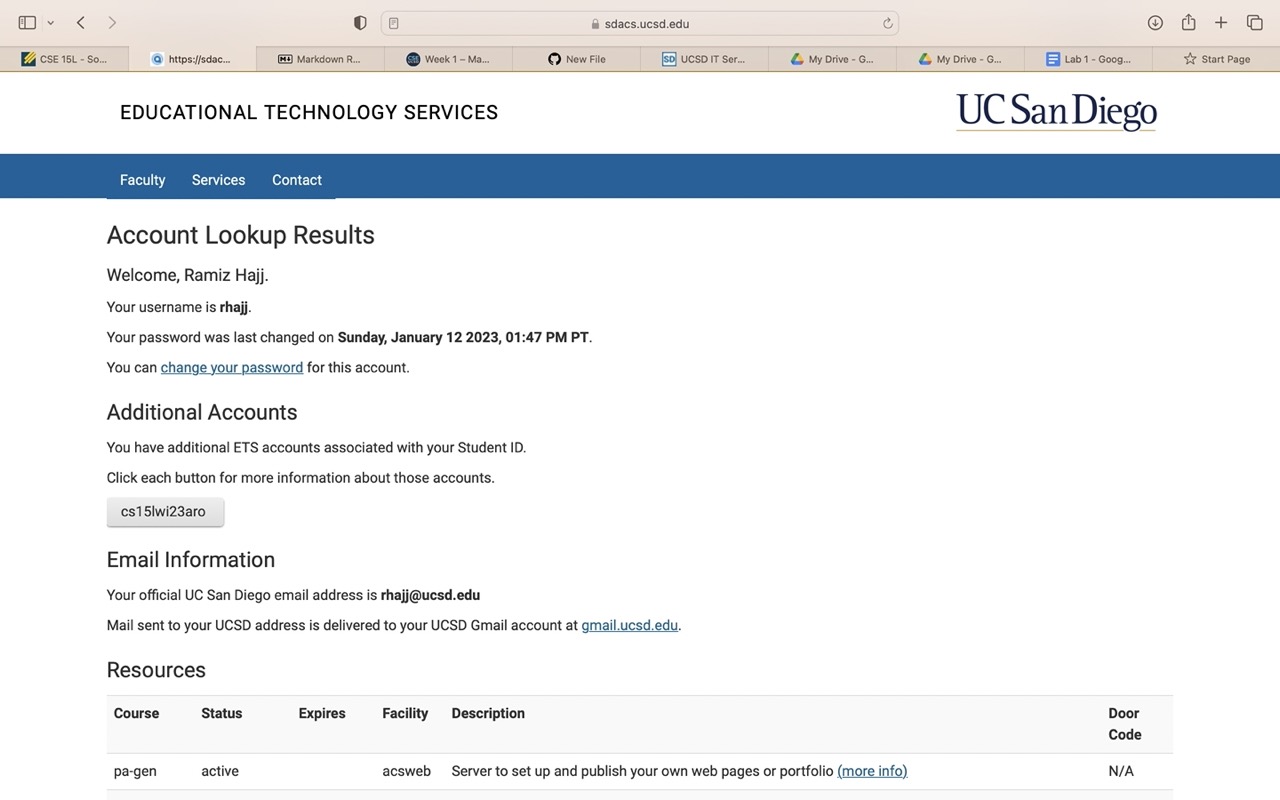 sdacs.ucsd.edu
CSE 15L - So...
https://sdac...
Markdown R...
Week 1 – Ma...
New File
SD UCSD IT Ser...
My Drive - G...
My Drive - G...
Lab 1 - Goog...
Start Page
EDUCATIONAL TECHNOLOGY SERVICES
UC San Diego
Faculty Services Contact
Account Lookup Results
Welcome, Ramiz Hajj.
Your username is rhajj.
Your password was last changed on Sunday, January 12 2023, 01:47 PM PT.
You can change your password for this account.
Additional Accounts
You have additional ETS accounts associated with your Student ID.
Click each button for more information about those accounts.
cs15lwi23aro
Email Information
Your official UC San Diego email address is rhajj@ucsd.edu
Mail sent to your UCSD address is delivered to your UCSD Gmail account at gmail.ucsd.edu.
Resources
Course Status Expires Facility Description Door Code
pa-gen active acsweb Server to set up and publish your own web pages or portfolio (more info) N/A